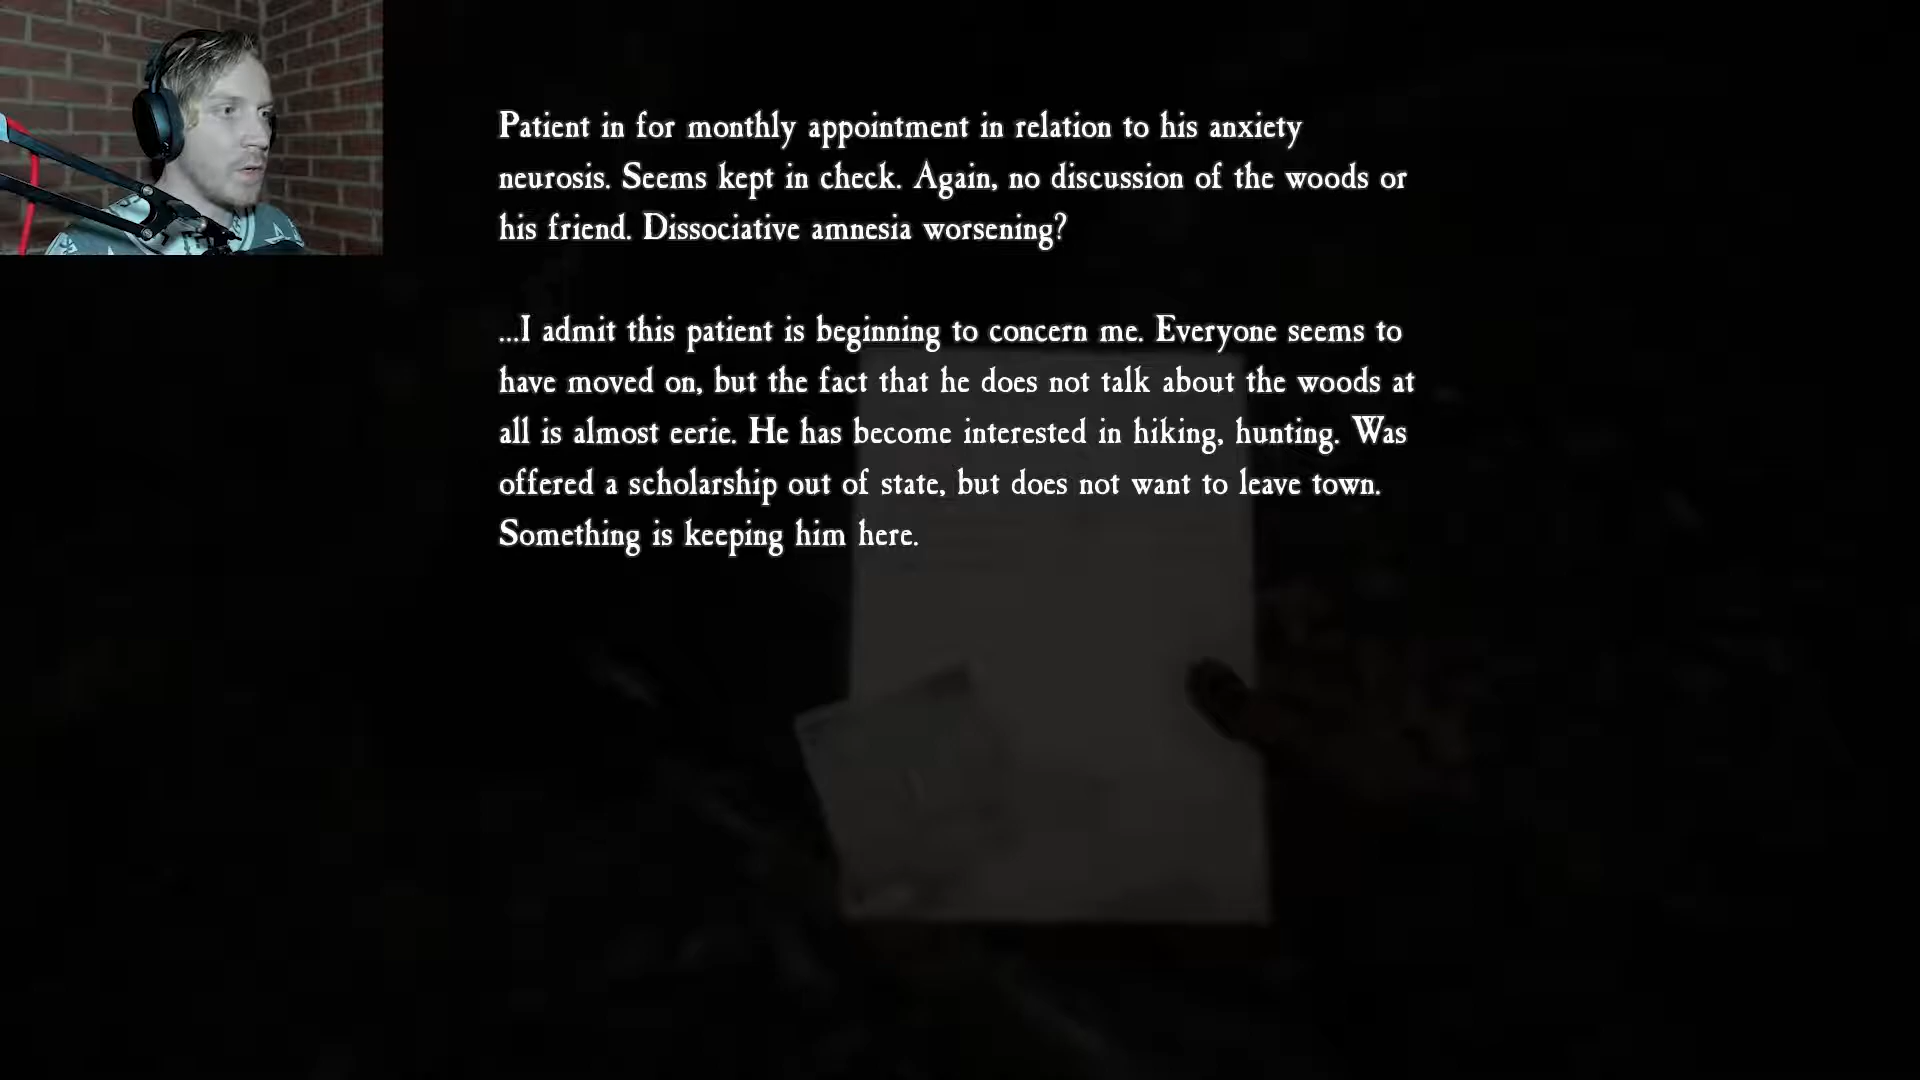 Patient in for monthly appointment in relation to his anxiety
neurosis. Seems kept in check. Again, no discussion of the woods or
his friend. Dissociative amnesia worsening?
...I admit this patient is beginning to concern me. Everyone seems to
have moved on, but the fact that he does not talk about the woods at
all is almost eerie. He has become interested in hiking, hunting. Was
offered a scholarship out of state, but does not want to leave town.
Something is keeping him here.